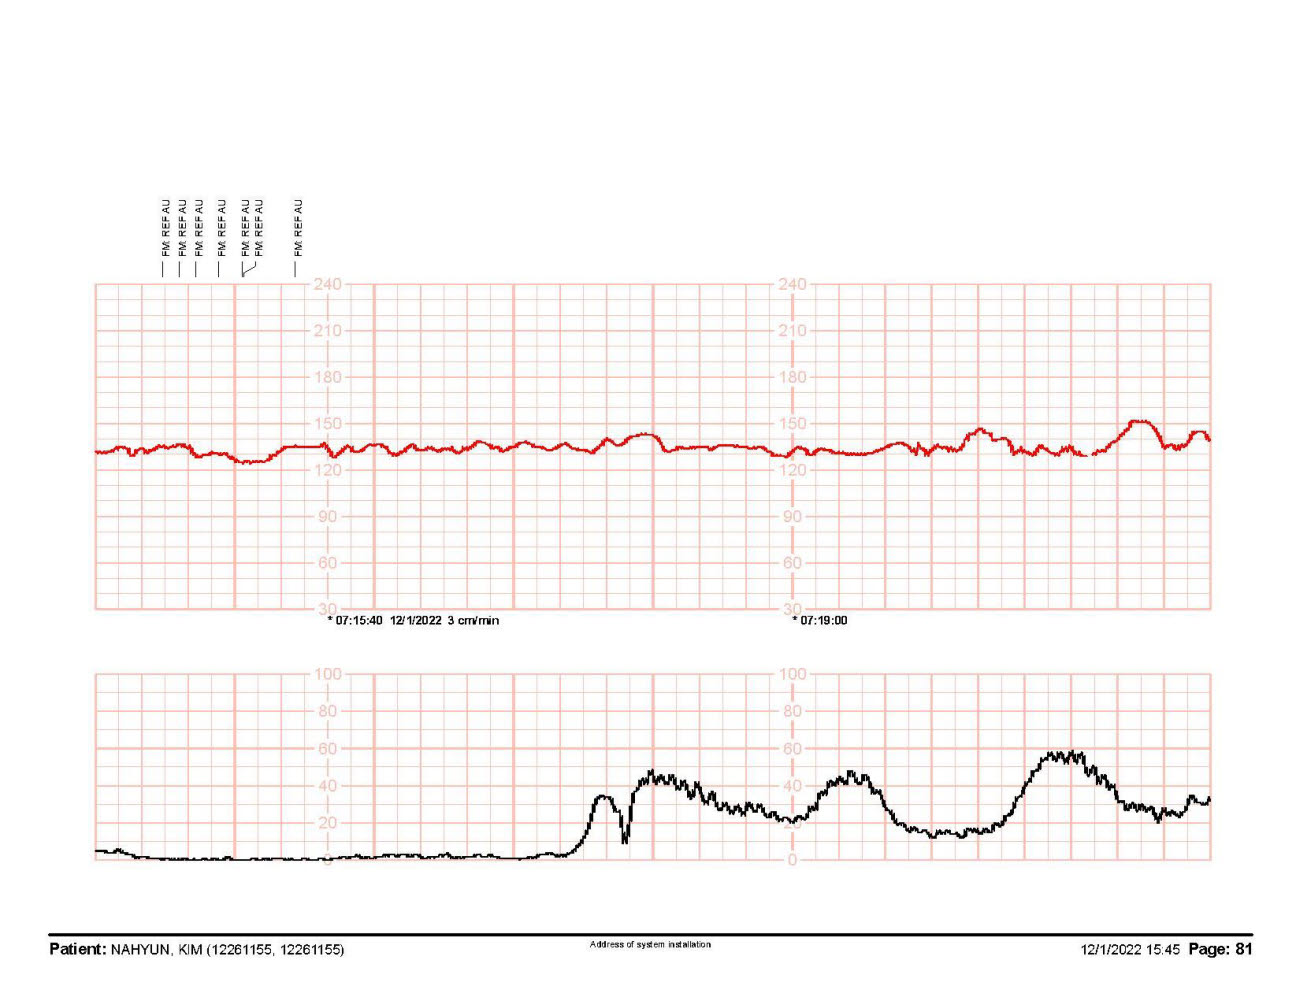 FM: REF AU
FM: REF AU
FM: REF AU
FM: REF AU
FM: REF AU
FM: REF AU
FM: REF AU
240 240
210 210
180 180
150 150
120 120
90 90
60 60
30 30
* 07:15:40 12/1/2022 3 cm/min * 07:19:00
100 100
80 80
60 60
40 40
20 20
0 0
Patient: NAHYUN, KIM (12261155, 12261155) Address of system installation 12/1/2022 15:45 Page: 81